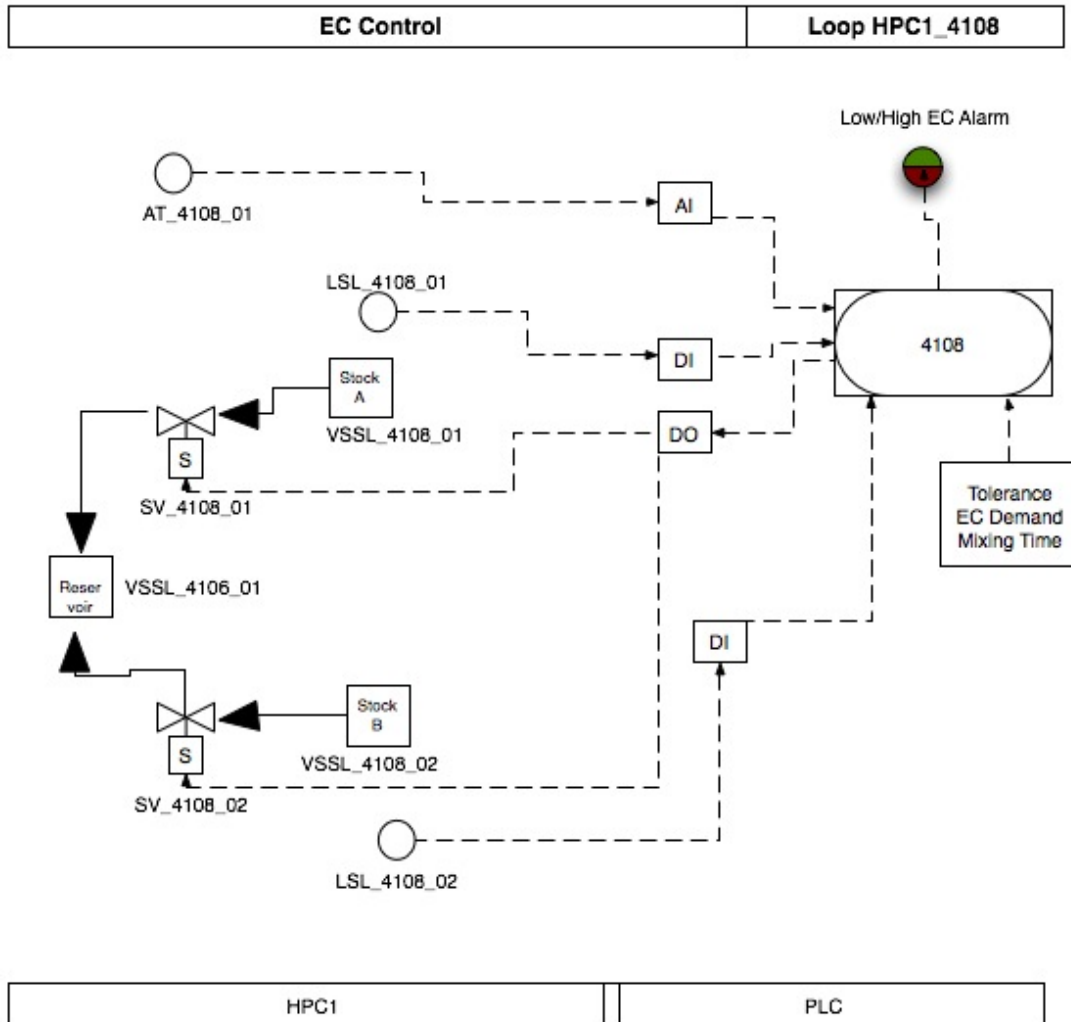 EC Control
Loop HPC1_4108
Low/High EC Alarm
AT_4108_01
AI
LSL_4108_01
DI
4108
Stock
A
VSSL_4108_01
DO
S
SV_4108_01
Tolerance
EC Demand
Mixing Time
Reser
voir
VSSL_4106_01
DI
Stock
B
S
VSSL_4108_02
SV_4108_02
LSL_4108_02
HPC1
PLC